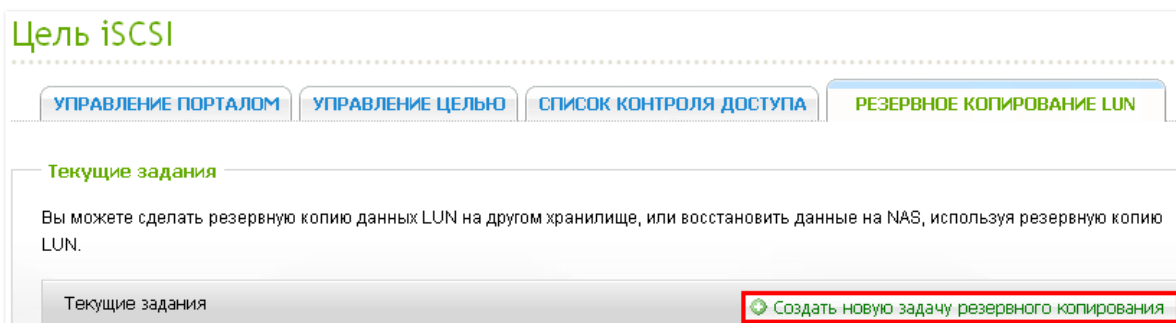 Цель iSCSI
УПРАВЛЕНИЕ ПОРТАЛОМ УПРАВЛЕНИЕ ЦЕЛЬЮ СПИСОК КОНТРОЛЯ ДОСТУПА РЕЗЕРВНОЕ КОПИРОВАНИЕ LUN
Текущие задания
Вы можете сделать резервную копию данных LUN на другом хранилище, или восстановить данные на NAS, используя резервную копию
LUN.
Текущие задания Создать новую задачу резервного копирования